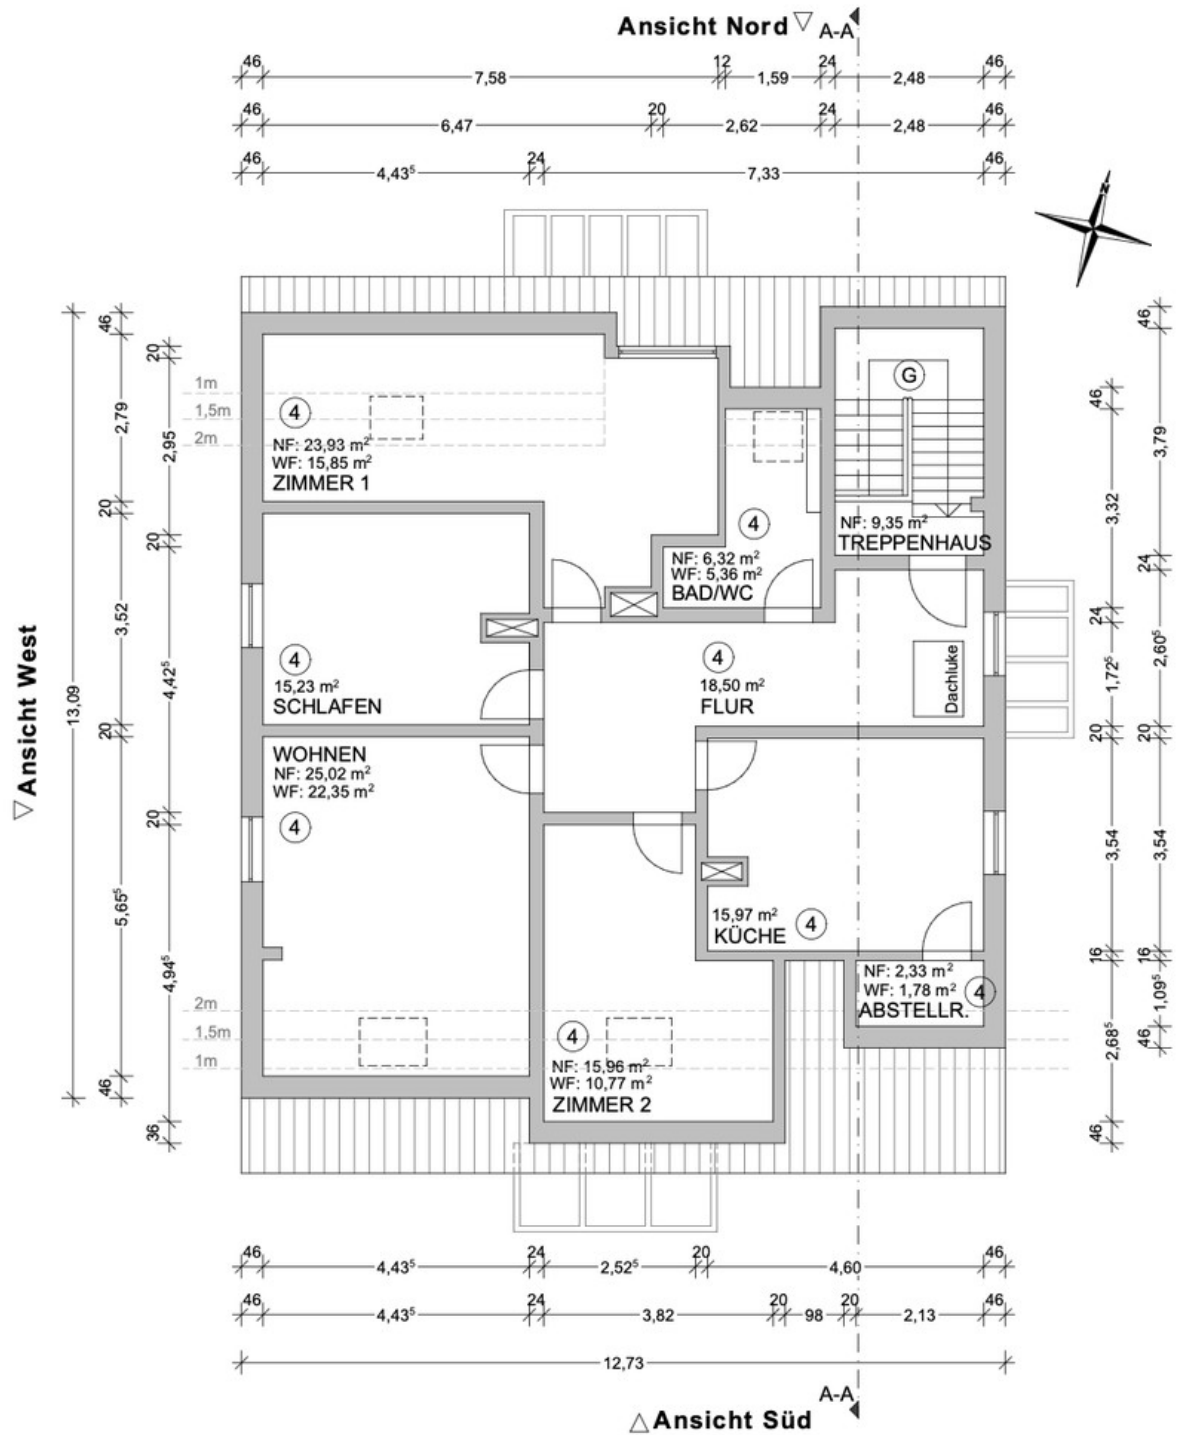 Ansicht Nord
A-A
46
7,58
12
1,59
24
2,48
46
46
6,47
20
2,62
24
2,48
46
46
4,43⁵
24
7,33
46
N
46
2,79
20
3,52
20
5,65⁵
46
13,09
20
2,95
20
4,42⁵
20
4,94⁵
36
1m
1,5m
2m
4
NF: 23,93 m²
WF: 15,85 m²
ZIMMER 1
G
NF: 9,35 m²
TREPPENHAUS
4
NF: 6,32 m²
WF: 5,36 m²
BAD/WC
4
15,23 m²
SCHLAFEN
4
18,50 m²
FLUR
Dachluke
WOHNEN
NF: 25,02 m²
WF: 22,35 m²
4
15,97 m²
KÜCHE
4
NF: 2,33 m²
WF: 1,78 m²
ABSTELLR.
4
2m
1,5m
1m
4
NF: 15,96 m²
WF: 10,77 m²
ZIMMER 2
46
3,32
24
1,72⁵
20
3,54
16
2,68⁵
46
46
3,79
24
2,60⁵
20
3,54
16
1,09⁵
46
Ansicht West
46
4,43⁵
24
2,52⁵
20
4,60
46
46
4,43⁵
24
3,82
20
98
20
2,13
46
12,73
A-A
Ansicht Süd